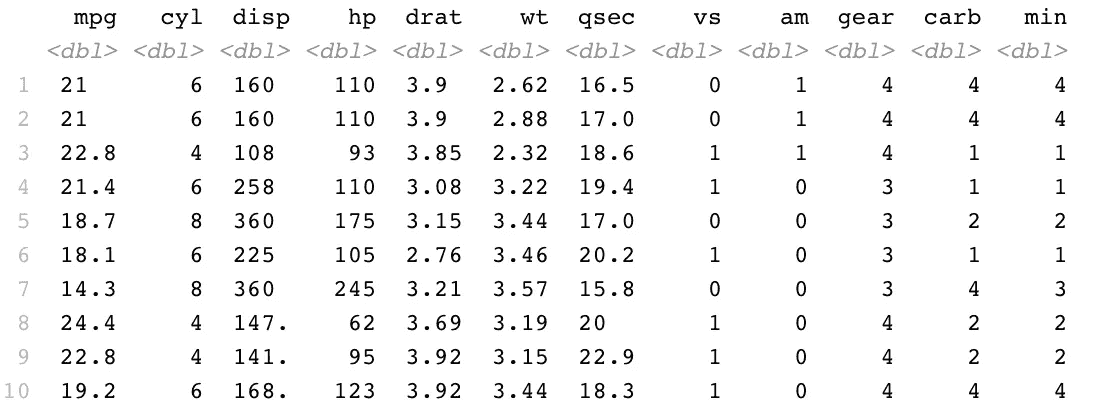 mpg cyl disp hp drat wt qsec vs am gear carb min
<dbl> <dbl> <dbl> <dbl> <dbl> <dbl> <dbl> <dbl> <dbl> <dbl> <dbl> <dbl>
1 21 6 160 110 3.9 2.62 16.5 0 1 4 4 4
2 21 6 160 110 3.9 2.88 17.0 0 1 4 4 4
3 22.8 4 108 93 3.85 2.32 18.6 1 1 4 1 1
4 21.4 6 258 110 3.08 3.22 19.4 1 0 3 1 1
5 18.7 8 360 175 3.15 3.44 17.0 0 0 3 2 2
6 18.1 6 225 105 2.76 3.46 20.2 1 0 3 1 1
7 14.3 8 360 245 3.21 3.57 15.8 0 0 3 4 3
8 24.4 4 147. 62 3.69 3.19 20 1 0 4 2 2
9 22.8 4 141. 95 3.92 3.15 22.9 1 0 4 2 2
10 19.2 6 168. 123 3.92 3.44 18.3 1 0 4 4 4